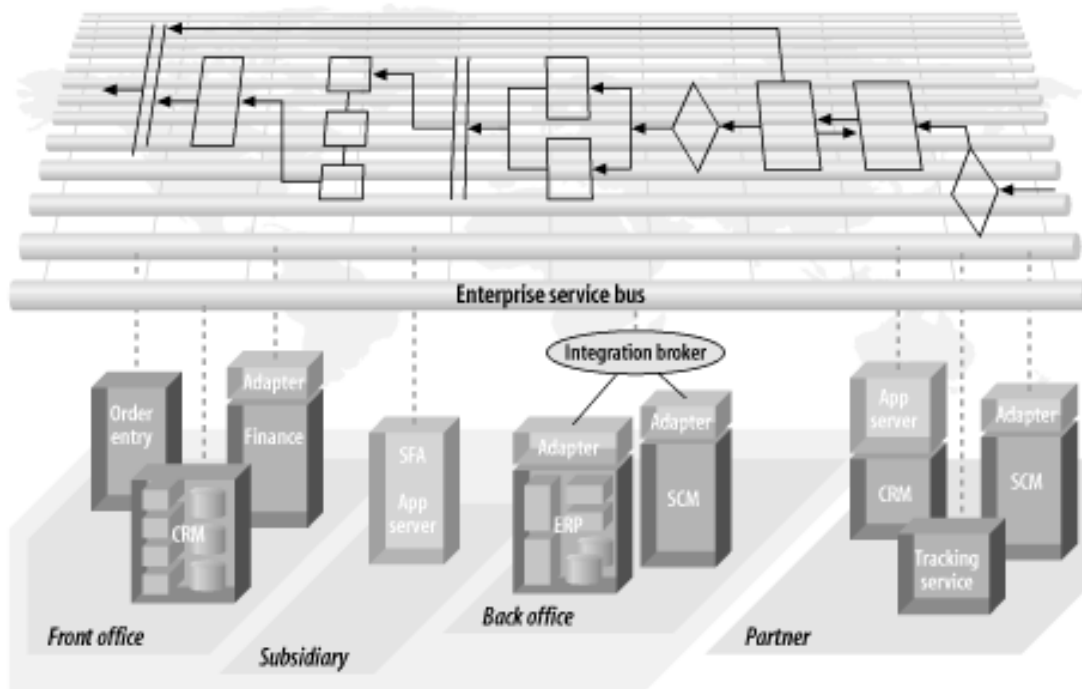 Enterprise service bus
Integration broker
Order
entry
Adapter
Finance
CRM
SFA
App
server
Adapter
ERP
Adapter
SCM
App
server
CRM
Adapter
SCM
Tracking
service
Front office
Subsidiary
Back office
Partner